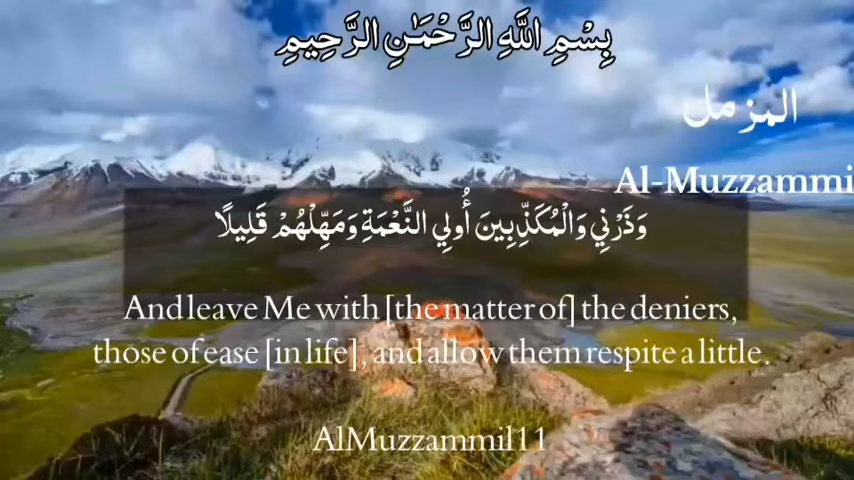 بِسْمِ اللَّهِ الرَّحْمَٰنِ الرَّحِيمِ
المزمل
Al-Muzzammi
وَذَرْنِي وَالْمُكَذِّبِينَ أُولِي النَّعْمَةِ وَمَهِّلْهُمْ قَلِيلًا
And leave Me with [the matter of] the deniers,
those of ease [in life], and allow them respite a little.
AlMuzzammil11